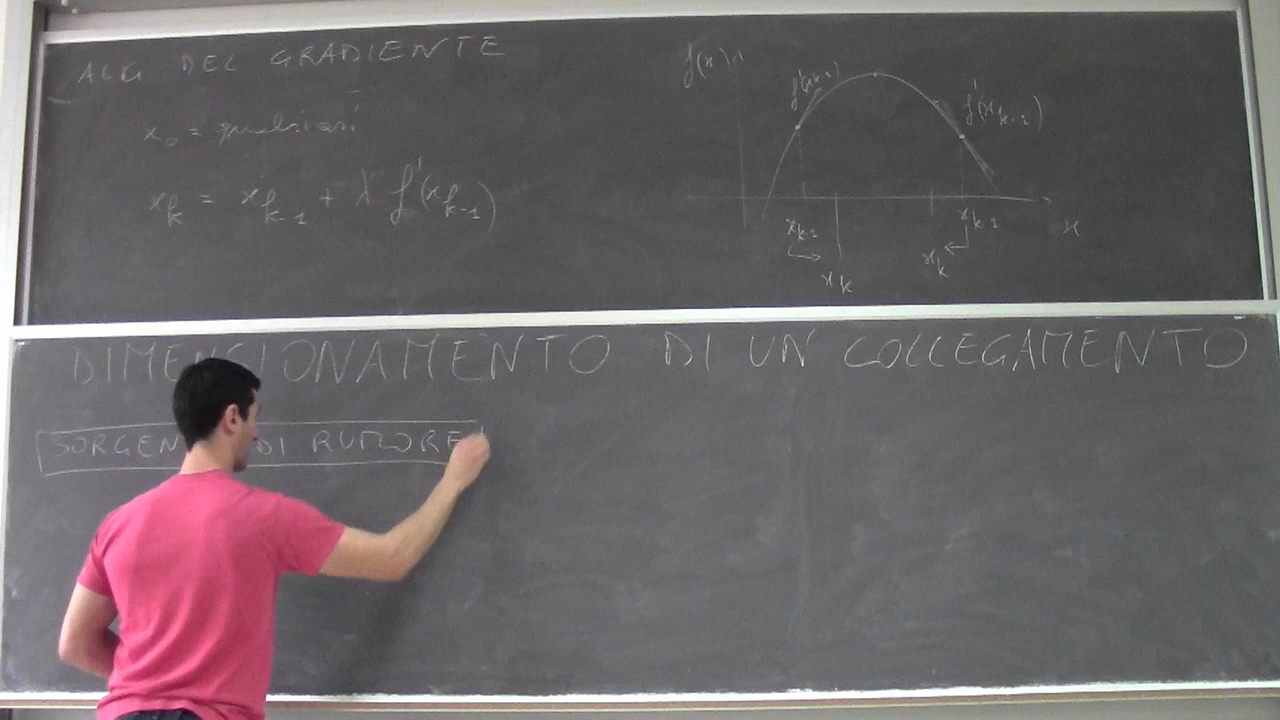 ALG DEL GRADIENTE
x₀ = qualsiasi
x_k = x_{k-1} + λ f'(x_{k-1})
f(x)
f'(x_{k-1})
f'(x_{k-1})
x_{k-1}
x_{k-1}
x
x_k
x_k
DIMENSIONAMENTO DI UN COLLEGAMENTO
SORGEN DI RUMORE